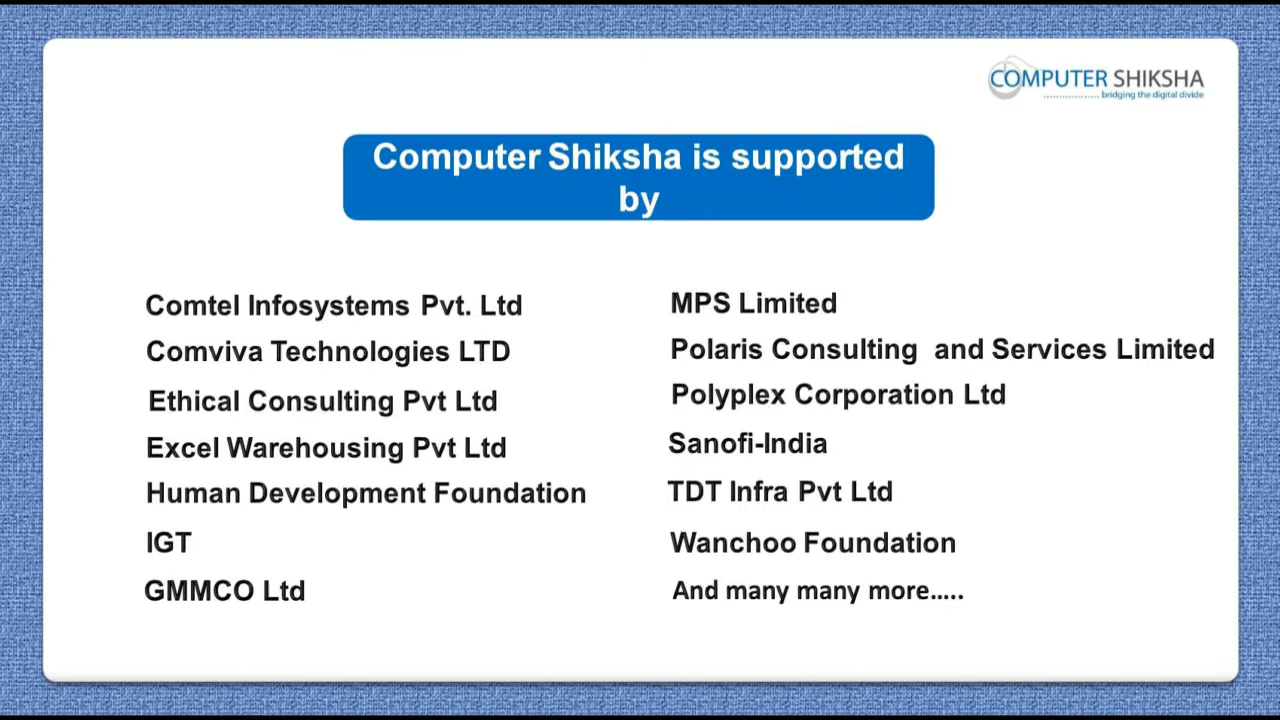 COMPUTER SHIKSHA
bridging the digital divide
Computer Shiksha is supported
by
Comtel Infosystems Pvt. Ltd
Comviva Technologies LTD
Ethical Consulting Pvt Ltd
Excel Warehousing Pvt Ltd
Human Development Foundation
IGT
GMMCO Ltd
MPS Limited
Polaris Consulting and Services Limited
Polyplex Corporation Ltd
Sanofi-India
TDT Infra Pvt Ltd
Wanchoo Foundation
And many many more.....